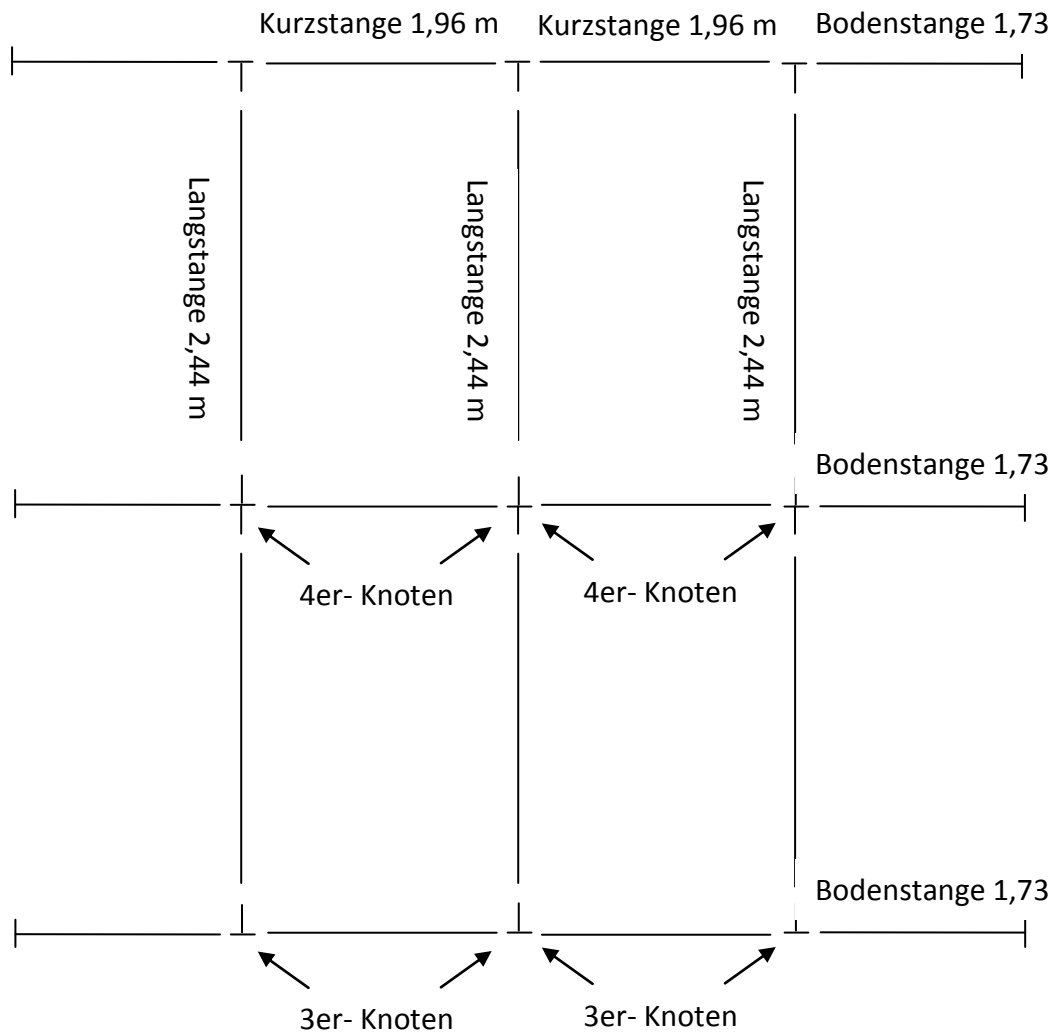 Kurzstange 1,96 m
Kurzstange 1,96 m
Bodenstange 1,73
Langstange 2,44 m
Langstange 2,44 m
Langstange 2,44 m
Bodenstange 1,73
4er- Knoten
4er- Knoten
Bodenstange 1,73
3er- Knoten
3er- Knoten